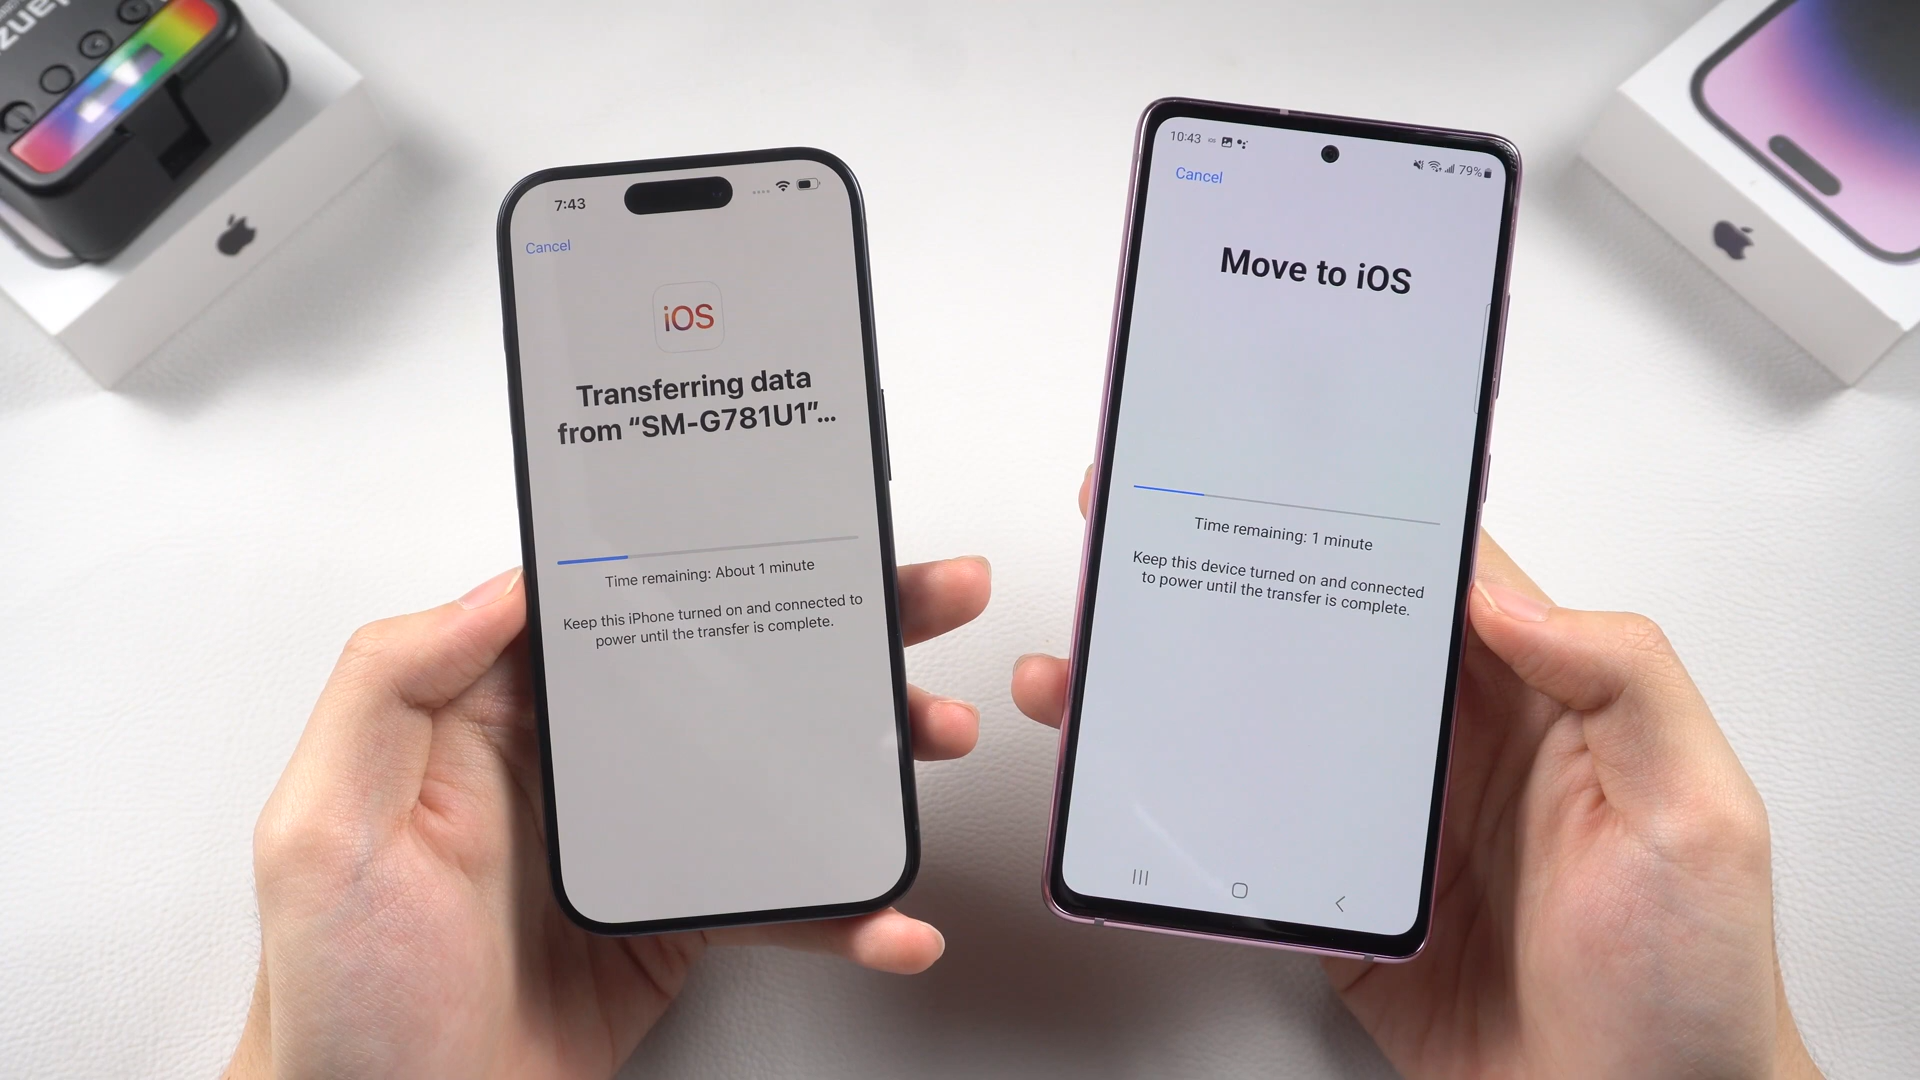 7:43
Cancel
iOS
Transferring data
from “SM-G781U1”...
Time remaining: About 1 minute
Keep this iPhone turned on and connected to
power until the transfer is complete.
10:43
79%
Cancel
Move to iOS
Time remaining: 1 minute
Keep this device turned on and connected
to power until the transfer is complete.